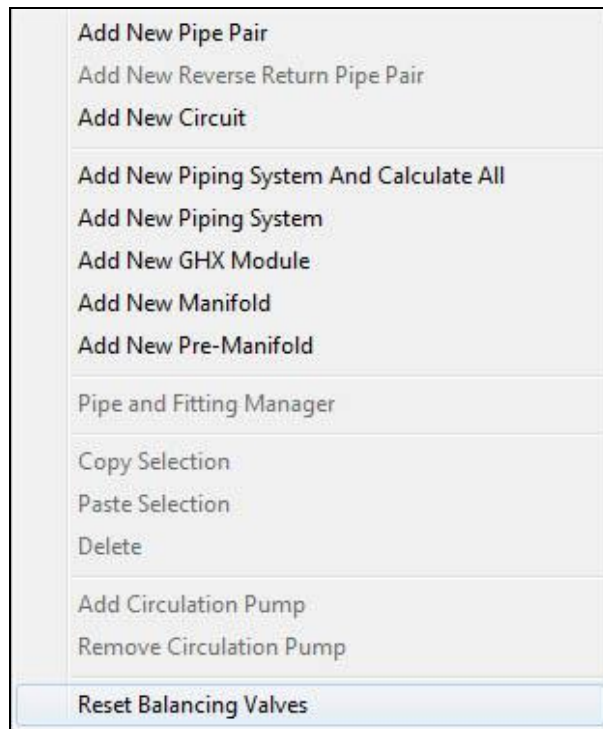 Add New Pipe Pair
Add New Reverse Return Pipe Pair
Add New Circuit
Add New Piping System And Calculate All
Add New Piping System
Add New GHX Module
Add New Manifold
Add New Pre-Manifold
Pipe and Fitting Manager
Copy Selection
Paste Selection
Delete
Add Circulation Pump
Remove Circulation Pump
Reset Balancing Valves